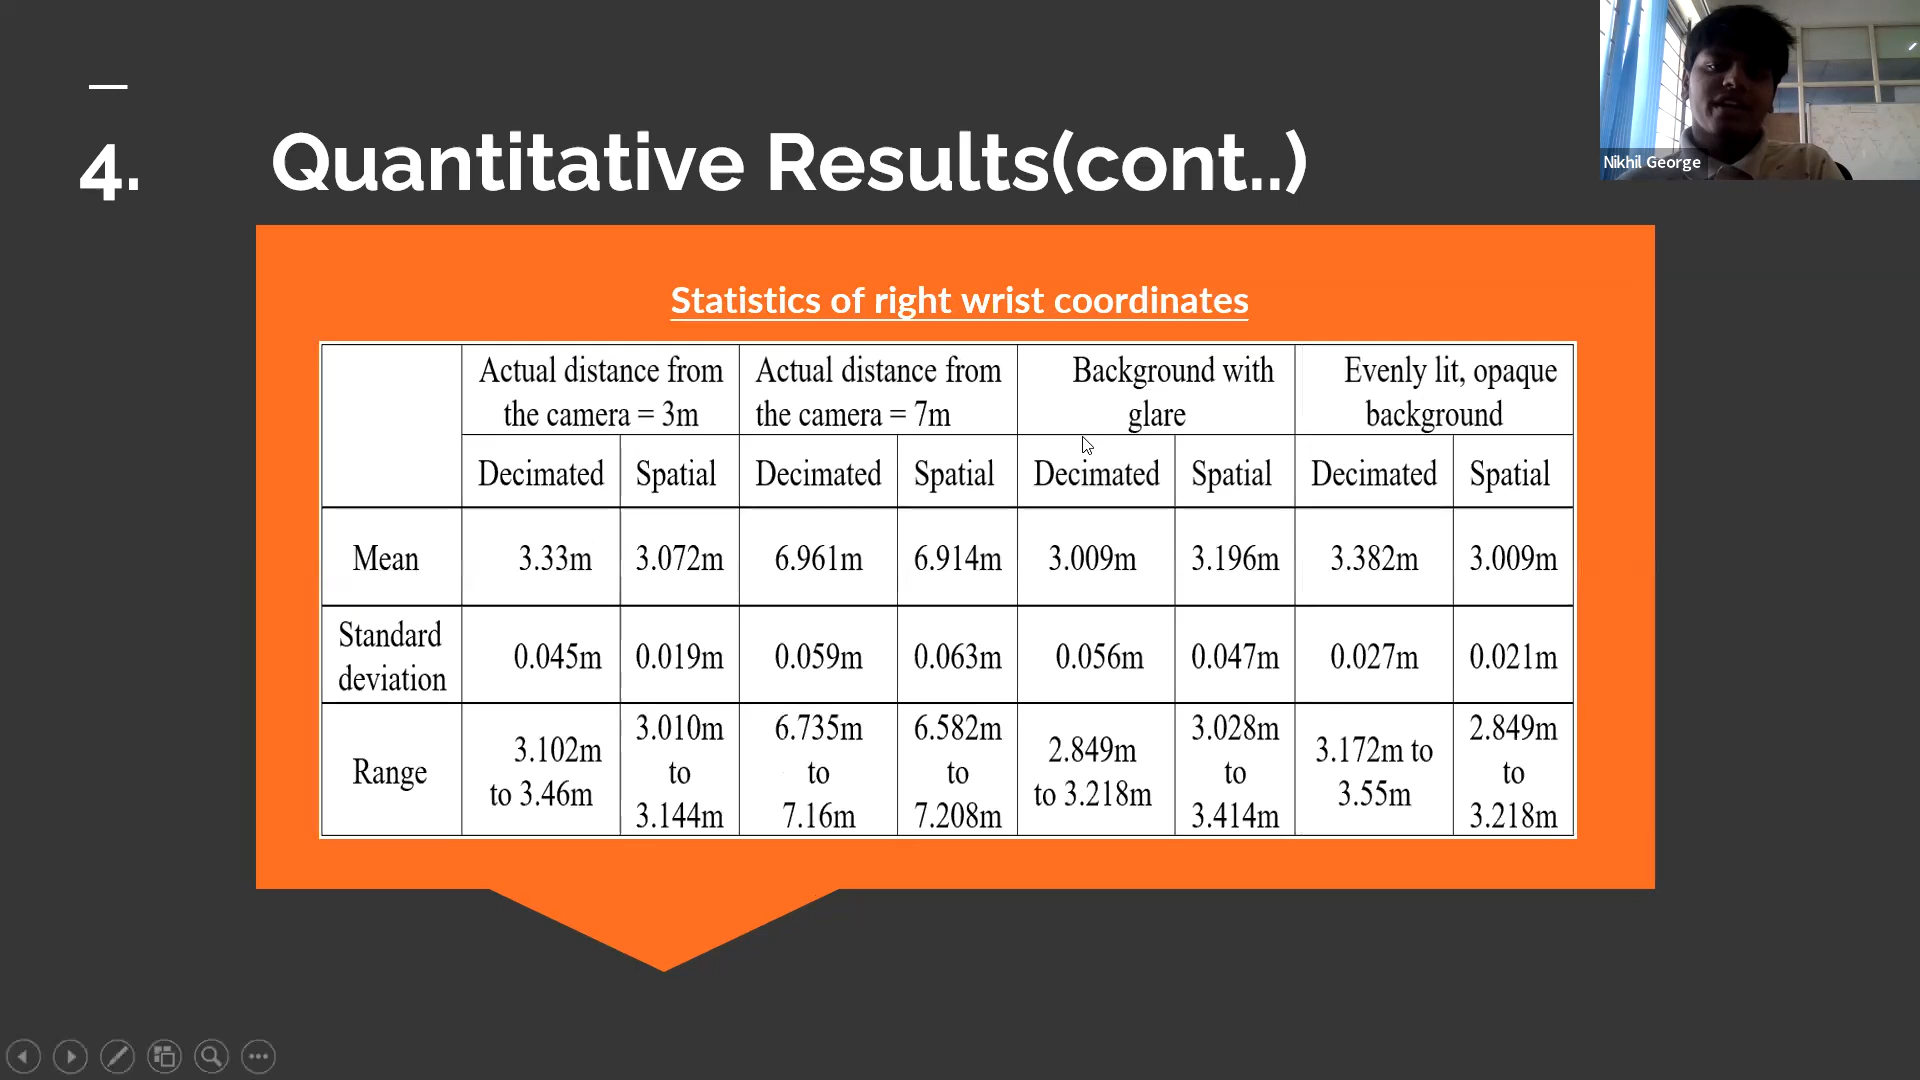 4. Quantitative Results(cont..)
Nikhil George
Statistics of right wrist coordinates
Actual distance from the camera = 3m Actual distance from the camera = 7m Background with glare Evenly lit, opaque background
Decimated Spatial Decimated Spatial Decimated Spatial Decimated Spatial
Mean 3.33m 3.072m 6.961m 6.914m 3.009m 3.196m 3.382m 3.009m
Standard deviation 0.045m 0.019m 0.059m 0.063m 0.056m 0.047m 0.027m 0.021m
Range 3.102m to 3.46m 3.010m to 3.144m 6.735m to 7.16m 6.582m to 7.208m 2.849m to 3.218m 3.028m to 3.414m 3.172m to 3.55m 2.849m to 3.218m